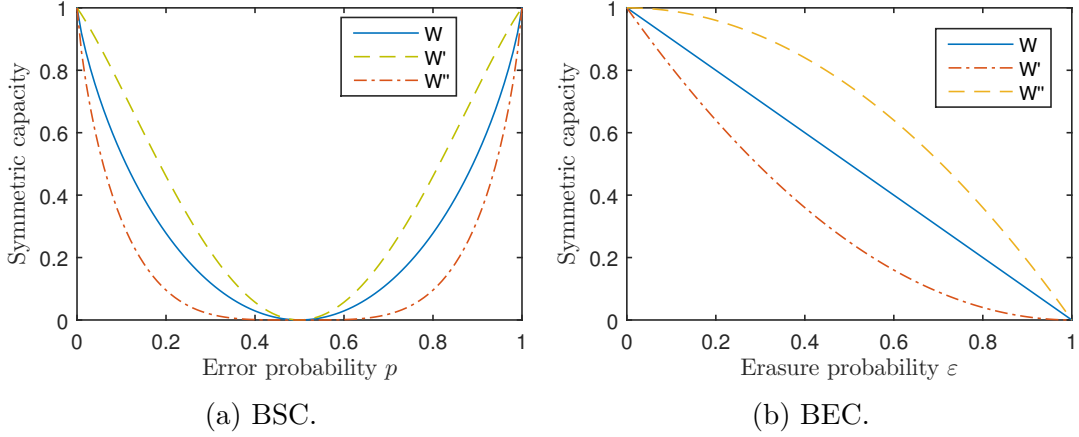 1
0.8
0.6
0.4
0.2
0
Symmetric capacity
W
W'
W"
0 0.2 0.4 0.6 0.8 1
Error probability p
(a) BSC.
1
0.8
0.6
0.4
0.2
0
Symmetric capacity
W
W'
W"
0 0.2 0.4 0.6 0.8 1
Erasure probability ε
(b) BEC.